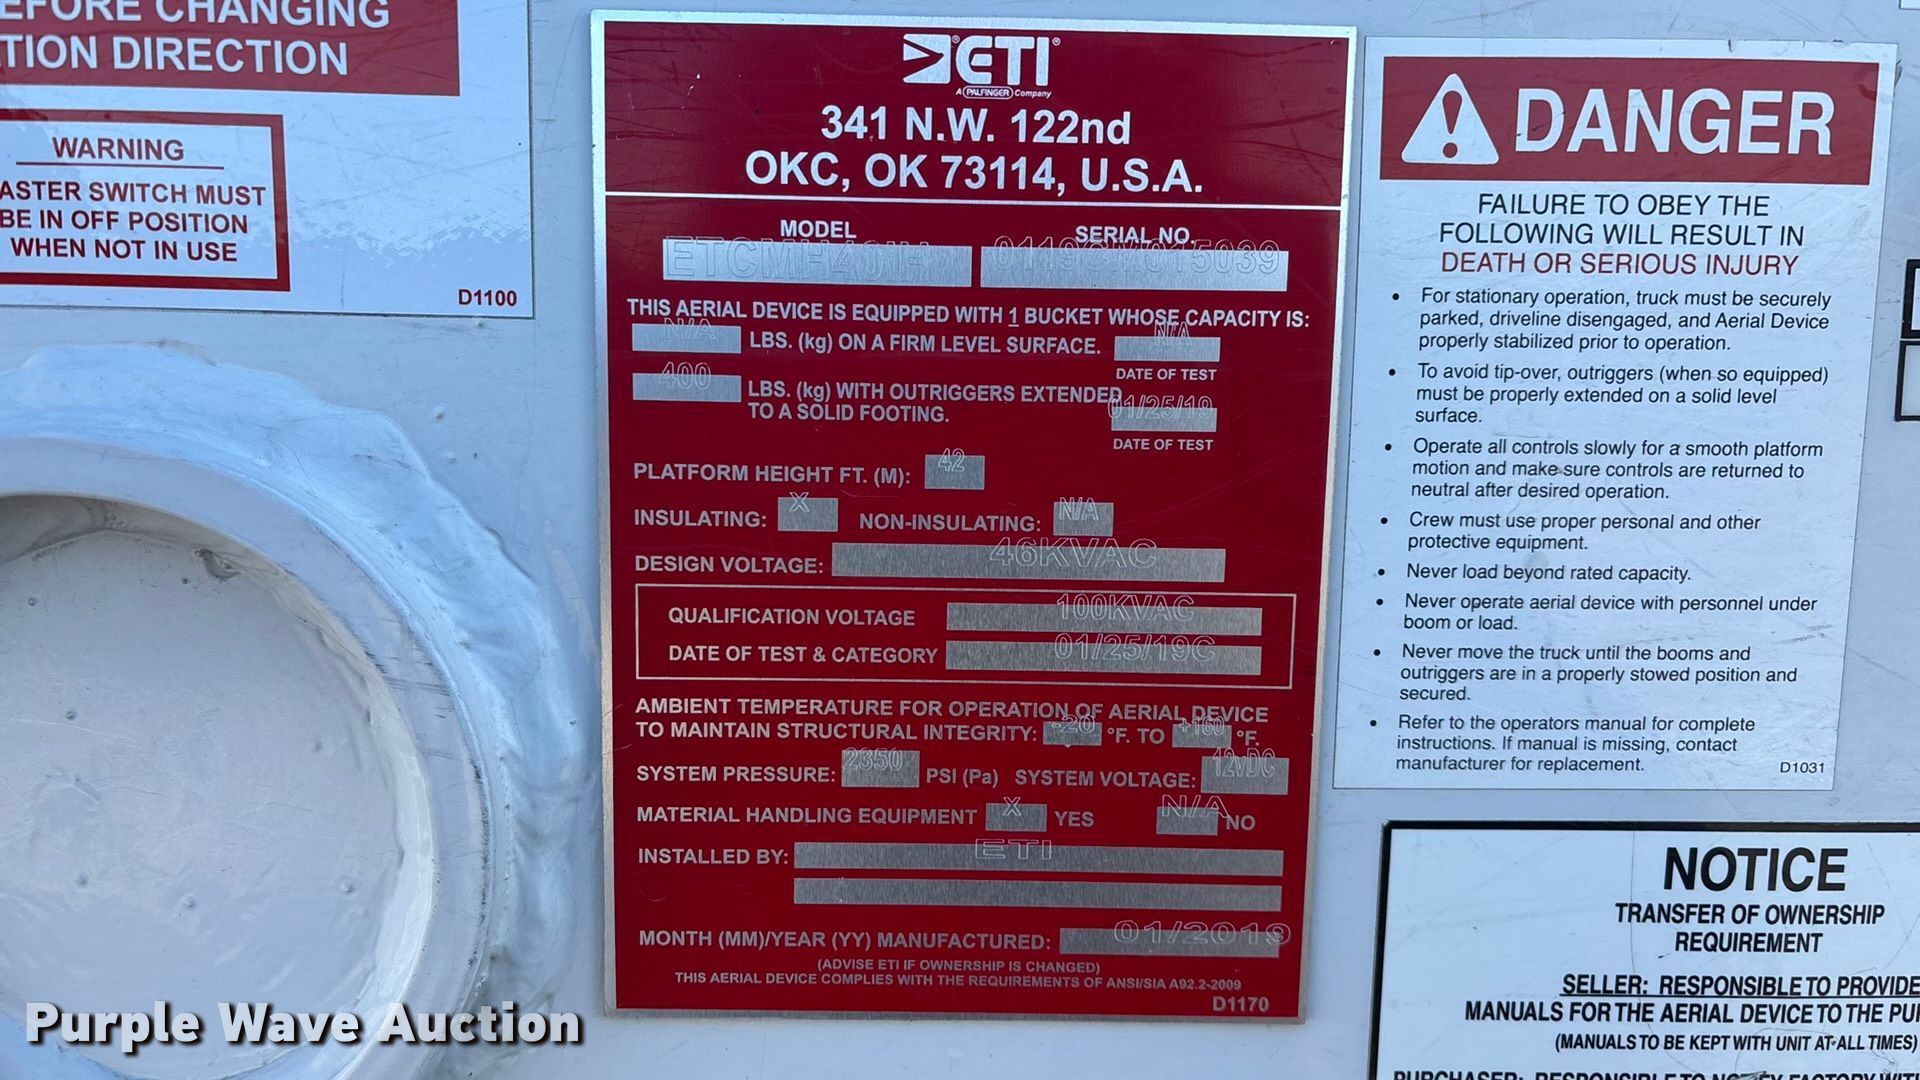 EFORE CHANGING
TION DIRECTION
WARNING
ASTER SWITCH MUST
BE IN OFF POSITION
WHEN NOT IN USE
D1100
ETI
A PALFINGER Company
341 N.W. 122nd
OKC, OK 73114, U.S.A.
MODEL SERIAL NO.
THIS AERIAL DEVICE IS EQUIPPED WITH 1 BUCKET WHOSE CAPACITY IS:
N/A LBS. (kg) ON A FIRM LEVEL SURFACE. N/A
DATE OF TEST
400 LBS. (kg) WITH OUTRIGGERS EXTENDED
TO A SOLID FOOTING. 01/25/19
DATE OF TEST
PLATFORM HEIGHT FT. (M): 42
INSULATING: X NON-INSULATING: N/A
DESIGN VOLTAGE: 46KVAC
QUALIFICATION VOLTAGE 100KVAC
DATE OF TEST & CATEGORY 01/25/19C
AMBIENT TEMPERATURE FOR OPERATION OF AERIAL DEVICE
TO MAINTAIN STRUCTURAL INTEGRITY: -20 °F. TO +160 °F.
SYSTEM PRESSURE: 2350 PSI (Pa) SYSTEM VOLTAGE: 12VDC
MATERIAL HANDLING EQUIPMENT X YES N/A NO
INSTALLED BY: ETI
MONTH (MM)/YEAR (YY) MANUFACTURED: 01/2019
(ADVISE ETI IF OWNERSHIP IS CHANGED)
THIS AERIAL DEVICE COMPLIES WITH THE REQUIREMENTS OF ANSI/SIA A92.2-2009
D1170
DANGER
FAILURE TO OBEY THE
FOLLOWING WILL RESULT IN
DEATH OR SERIOUS INJURY
• For stationary operation, truck must be securely
parked, driveline disengaged, and Aerial Device
properly stabilized prior to operation.
• To avoid tip-over, outriggers (when so equipped)
must be properly extended on a solid level
surface.
• Operate all controls slowly for a smooth platform
motion and make sure controls are returned to
neutral after desired operation.
• Crew must use proper personal and other
protective equipment.
• Never load beyond rated capacity.
• Never operate aerial device with personnel under
boom or load.
• Never move the truck until the booms and
outriggers are in a properly stowed position and
secured.
• Refer to the operators manual for complete
instructions. If manual is missing, contact
manufacturer for replacement.
D1031
NOTICE
TRANSFER OF OWNERSHIP
REQUIREMENT
SELLER: RESPONSIBLE TO PROVIDE
MANUALS FOR THE AERIAL DEVICE TO THE PU
(MANUALS TO BE KEPT WITH UNIT AT ALL TIMES)
PURCHASER: RESPONSIBLE TO NOTIFY FACTORY WIT
Purple Wave Auction